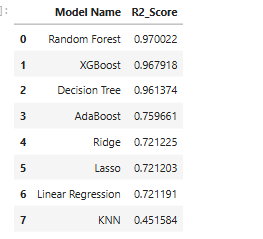 ]:
Model Name R2_Score
0 Random Forest 0.970022
1 XGBoost 0.967918
2 Decision Tree 0.961374
3 AdaBoost 0.759661
4 Ridge 0.721225
5 Lasso 0.721203
6 Linear Regression 0.721191
7 KNN 0.451584